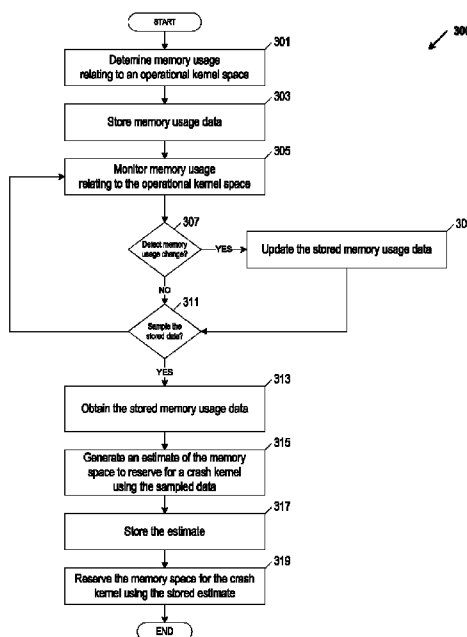 START
300
301
Determine memory usage
relating to an operational kernel space
303
Store memory usage data
305
Monitor memory usage
relating to the operational kernel space
307
Detect memory
usage change?
YES
Update the stored memory usage data
NO
311
Sample the
stored data?
YES
313
Obtain the stored memory usage data
315
Generate an estimate of the memory
space to reserve for a crash kernel
using the sampled data
317
Store the estimate
319
Reserve the memory space for the crash
kernel using the stored estimate
END